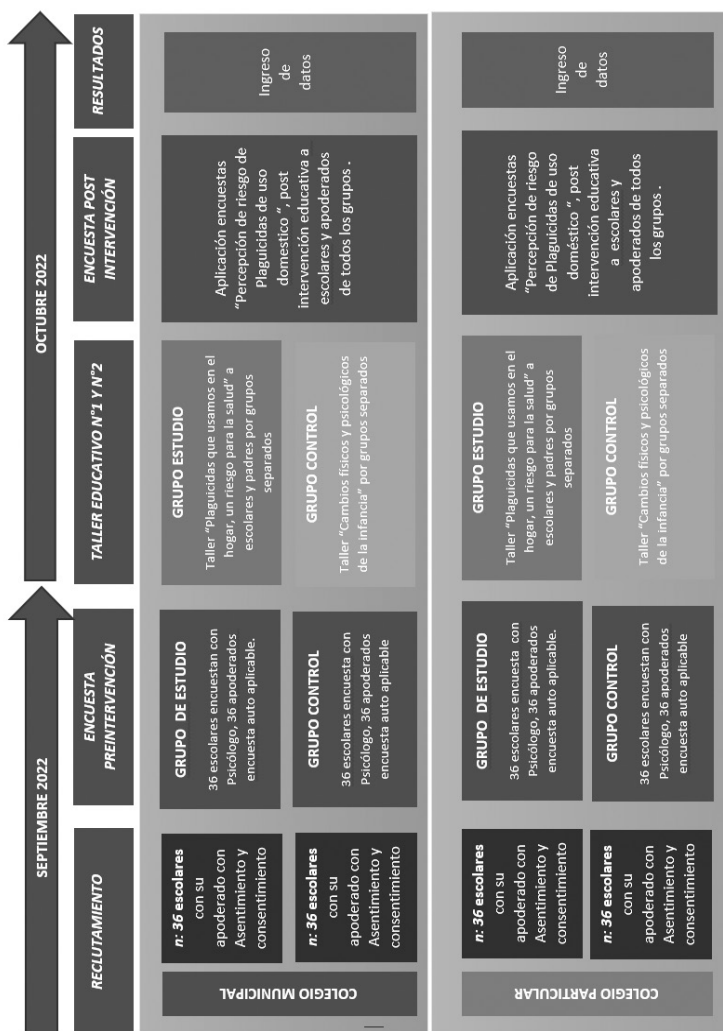 SEPTIEMBRE 2022
OCTUBRE 2022
RECLUTAMIENTO
ENCUESTA
PREINTERVENCIÓN
TALLER EDUCATIVO N°1 Y N°2
ENCUESTA POST
INTERVENCIÓN
RESULTADOS
COLEGIO MUNICIPAL
n: 36 escolares
con su
apoderado con
Asentimiento y
consentimiento
n: 36 escolares
con su
apoderado con
Asentimiento y
consentimiento
GRUPO DE ESTUDIO
36 escolares encuestan con
Psicólogo, 36 apoderados
encuesta auto aplicable.
GRUPO CONTROL
36 escolares encuesta con
Psicólogo, 36 apoderados
encuesta auto aplicable
GRUPO ESTUDIO
Taller "Plaguicidas que usamos en el
hogar, un riesgo para la salud" a
escolares y padres por grupos
separados
GRUPO CONTROL
Taller "Cambios físicos y psicológicos
de la infancia" por grupos separados
Aplicación encuestas
"Percepción de riesgo de
Plaguicidas de uso
domestico ", post
intervención educativa a
escolares y apoderados
de todos los grupos .
Ingreso
de
datos
COLEGIO PARTICULAR
n: 36 escolares
con su
apoderado con
Asentimiento y
consentimiento
n: 36 escolares
con su
apoderado con
Asentimiento y
consentimiento
GRUPO DE ESTUDIO
36 escolares encuesta con
Psicólogo, 36 apoderados
encuesta auto aplicable.
GRUPO CONTROL
36 escolares encuestan con
Psicólogo, 36 apoderados
encuesta auto aplicable
GRUPO ESTUDIO
Taller "Plaguicidas que usamos en el
hogar, un riesgo para la salud" a
escolares y padres por grupos
separados
GRUPO CONTROL
Taller "Cambios físicos y psicológicos
de la infancia" por grupos separados
Aplicación encuestas
"Percepción de riesgo
de Plaguicidas de uso
doméstico ", post
intervención educativa
a escolares y
apoderados de todos
los grupos .
Ingreso
de
datos